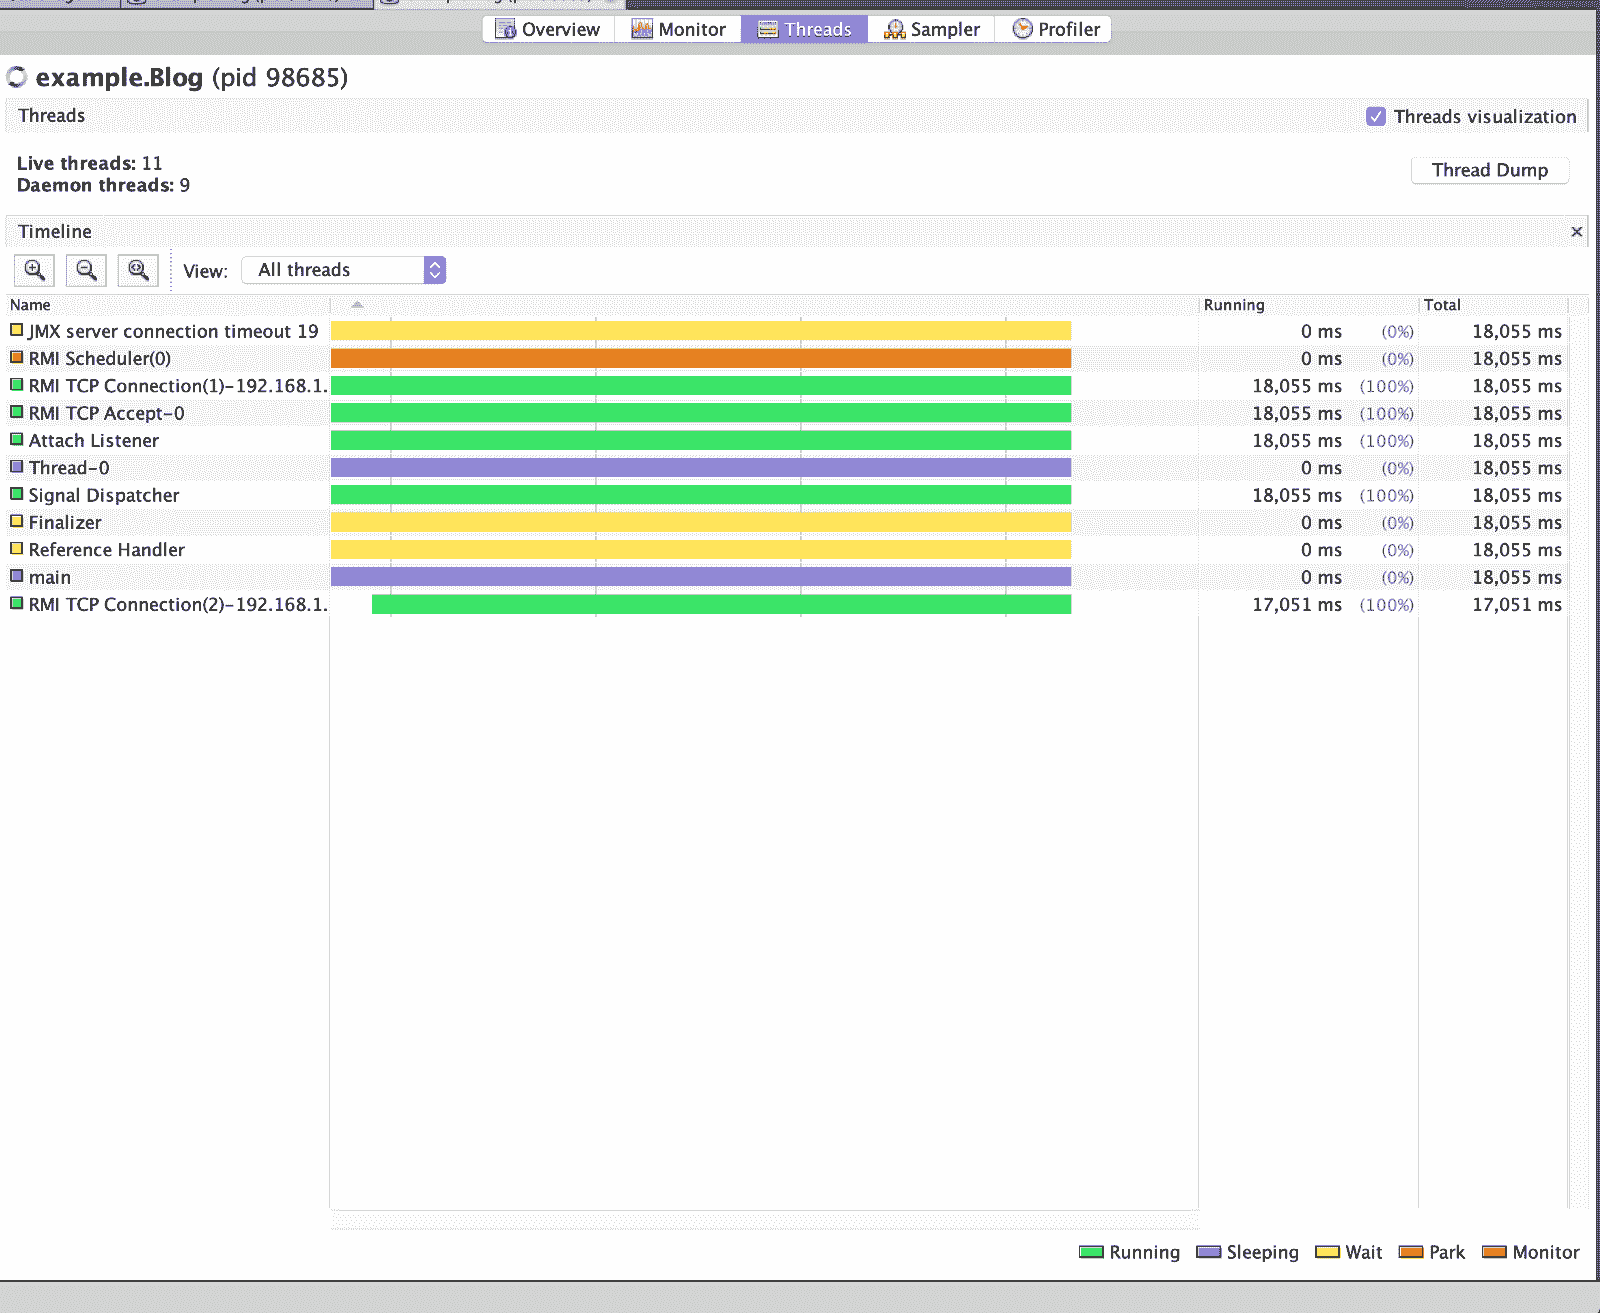 Overview Monitor Threads Sampler Profiler
example.Blog (pid 98685)
Threads
Threads visualization
Live threads: 11
Daemon threads: 9
Thread Dump
Timeline
View: All threads
Name Running Total
JMX server connection timeout 19 0 ms (0%) 18,055 ms
RMI Scheduler(0) 0 ms (0%) 18,055 ms
RMI TCP Connection(1)-192.168.1. 18,055 ms (100%) 18,055 ms
RMI TCP Accept-0 18,055 ms (100%) 18,055 ms
Attach Listener 18,055 ms (100%) 18,055 ms
Thread-0 0 ms (0%) 18,055 ms
Signal Dispatcher 18,055 ms (100%) 18,055 ms
Finalizer 0 ms (0%) 18,055 ms
Reference Handler 0 ms (0%) 18,055 ms
main 0 ms (0%) 18,055 ms
RMI TCP Connection(2)-192.168.1. 17,051 ms (100%) 17,051 ms
Running Sleeping Wait Park Monitor